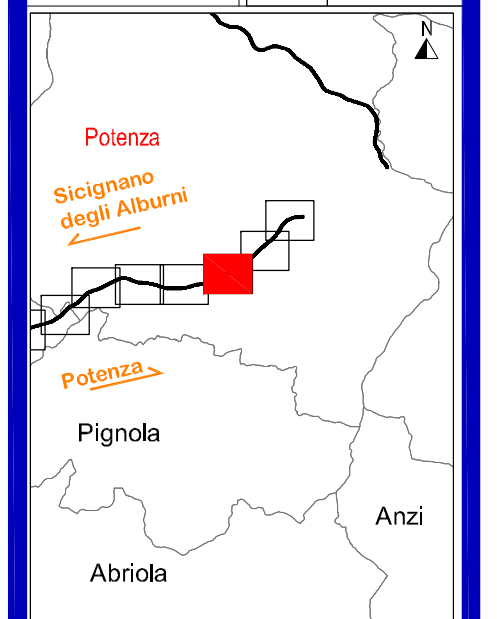 N
Potenza
Sicignano
degli Alburni
Potenza
Pignola
Anzi
Abriola